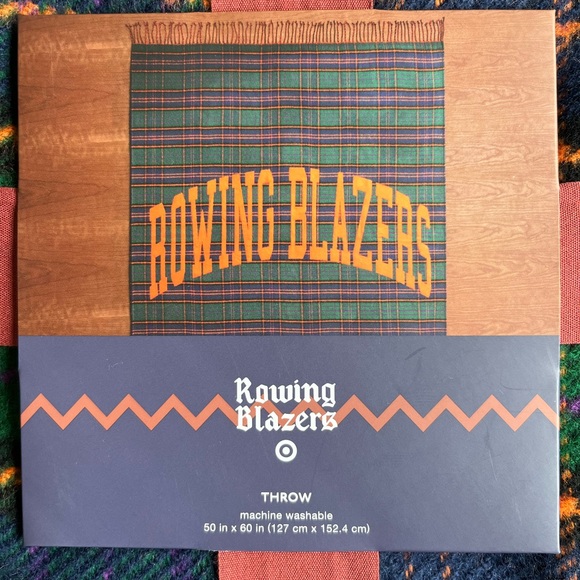 ROWING BLAZERS
Rowing
Blazers
THROW
machine washable
50 in x 60 in (127 cm x 152.4 cm)